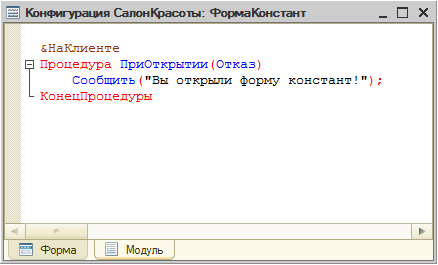 Конфигурация СалонКрасоты: ФормаКонстант
&НаКлиенте
Процедура ПриОткрытии(Отказ)
Сообщить("Вы открыли форму констант!");
КонецПроцедуры
Форма
Модуль